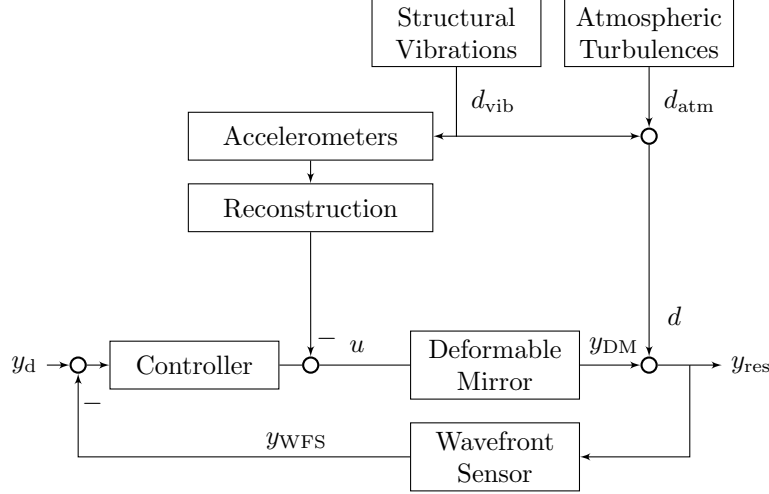 Structural
Vibrations
Atmospheric
Turbulences
d_vib
d_atm
Accelerometers
Reconstruction
d
y_d
Controller
−
u
Deformable
Mirror
y_DM
y_res
−
y_WFS
Wavefront
Sensor